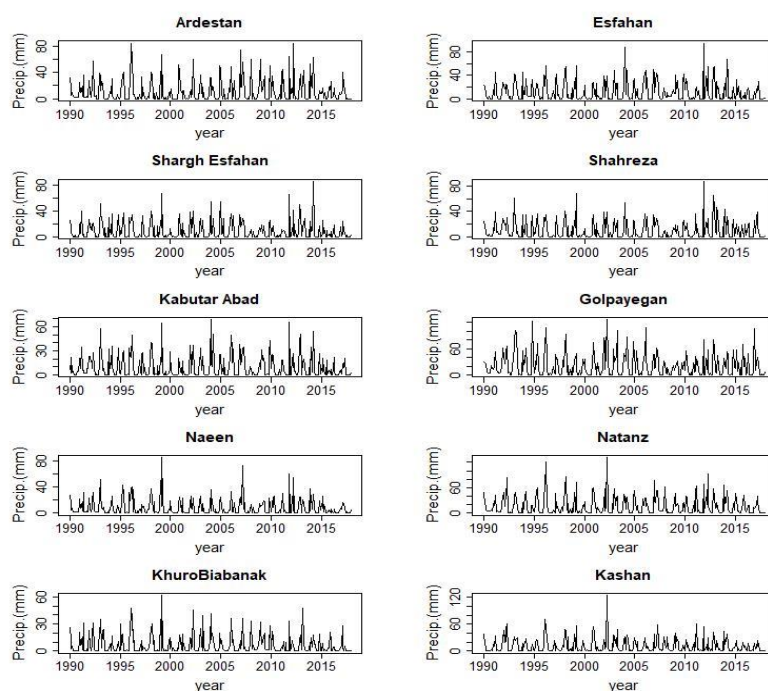 Ardestan
Precip.(mm)
0 40 80
1990 1995 2000 2005 2010 2015
year
Esfahan
Precip.(mm)
0 40 80
1990 1995 2000 2005 2010 2015
year
Shargh Esfahan
Precip.(mm)
0 40 80
1990 1995 2000 2005 2010 2015
year
Shahreza
Precip.(mm)
0 40 80
1990 1995 2000 2005 2010 2015
year
Kabutar Abad
Precip.(mm)
0 30 60
1990 1995 2000 2005 2010 2015
year
Golpayegan
Precip.(mm)
0 60
1990 1995 2000 2005 2010 2015
year
Naeen
Precip.(mm)
0 40 80
1990 1995 2000 2005 2010 2015
year
Natanz
Precip.(mm)
0 60
1990 1995 2000 2005 2010 2015
year
KhuroBiabanak
Precip.(mm)
0 30 60
1990 1995 2000 2005 2010 2015
year
Kashan
Precip.(mm)
0 60 120
1990 1995 2000 2005 2010 2015
year